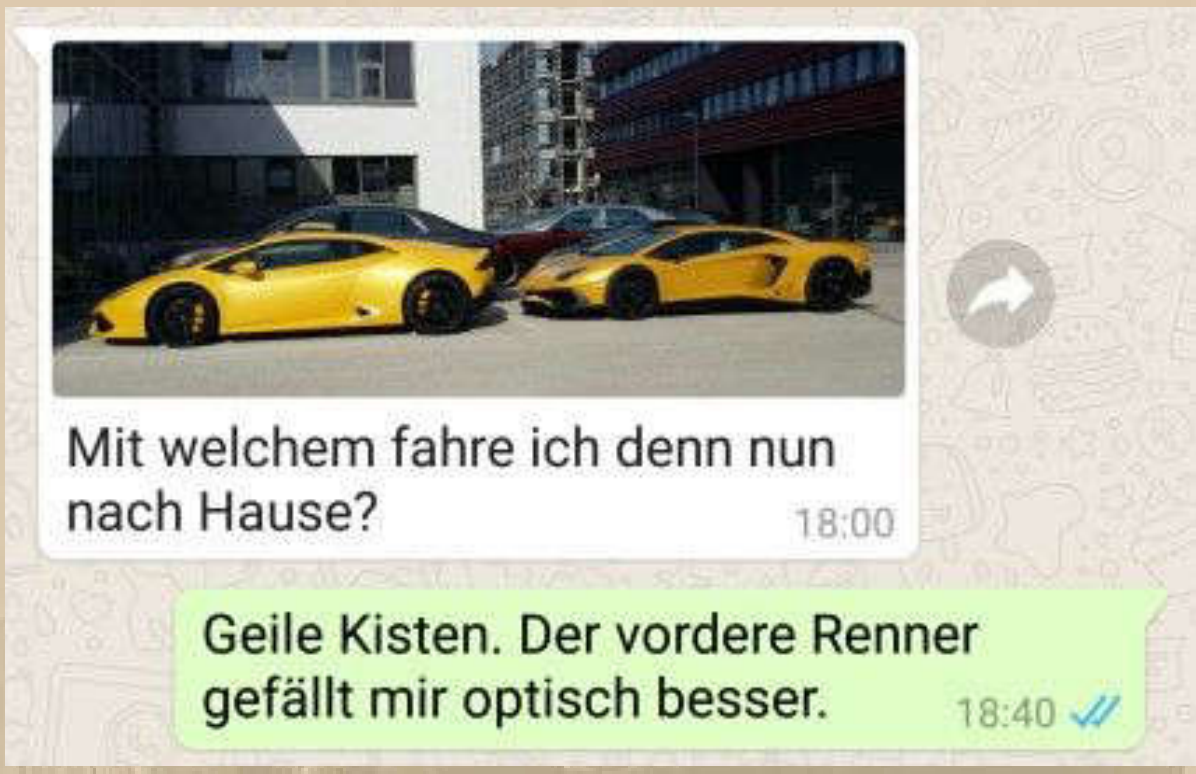 Mit welchem fahre ich denn nun
nach Hause?
18:00
Geile Kisten. Der vordere Renner
gefällt mir optisch besser.
18:40